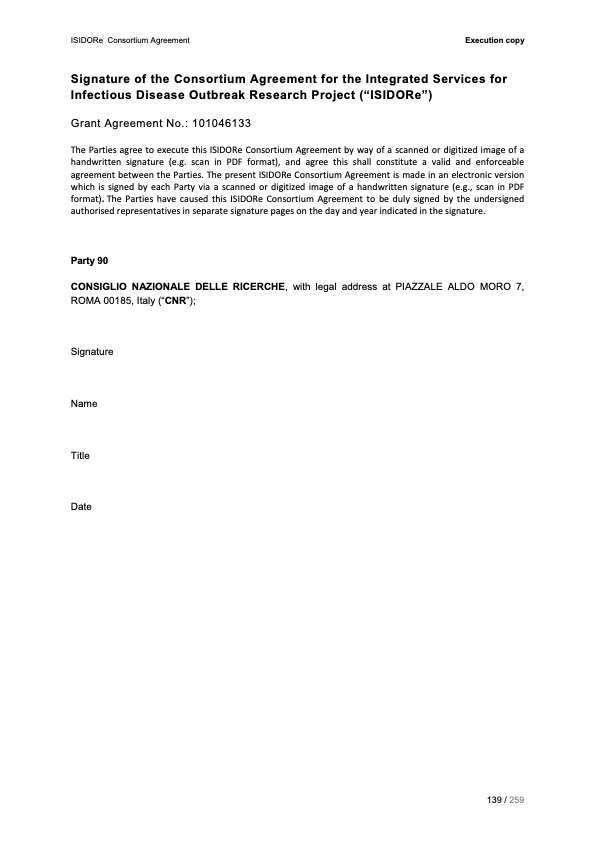 ISIDORe Consortium Agreement
Execution copy
Signature of the Consortium Agreement for the Integrated Services for
Infectious Disease Outbreak Research Project (“ISIDORe”)
Grant Agreement No.: 101046133
The Parties agree to execute this ISIDORe Consortium Agreement by way of a scanned or digitized image of a
handwritten signature (e.g. scan in PDF format), and agree this shall constitute a valid and enforceable
agreement between the Parties. The present ISIDORe Consortium Agreement is made in an electronic version
which is signed by each Party via a scanned or digitized image of a handwritten signature (e.g., scan in PDF
format). The Parties have caused this ISIDORe Consortium Agreement to be duly signed by the undersigned
authorised representatives in separate signature pages on the day and year indicated in the signature.
Party 90
CONSIGLIO NAZIONALE DELLE RICERCHE, with legal address at PIAZZALE ALDO MORO 7,
ROMA 00185, Italy (“CNR”);
Signature
Name
Title
Date
139 / 259